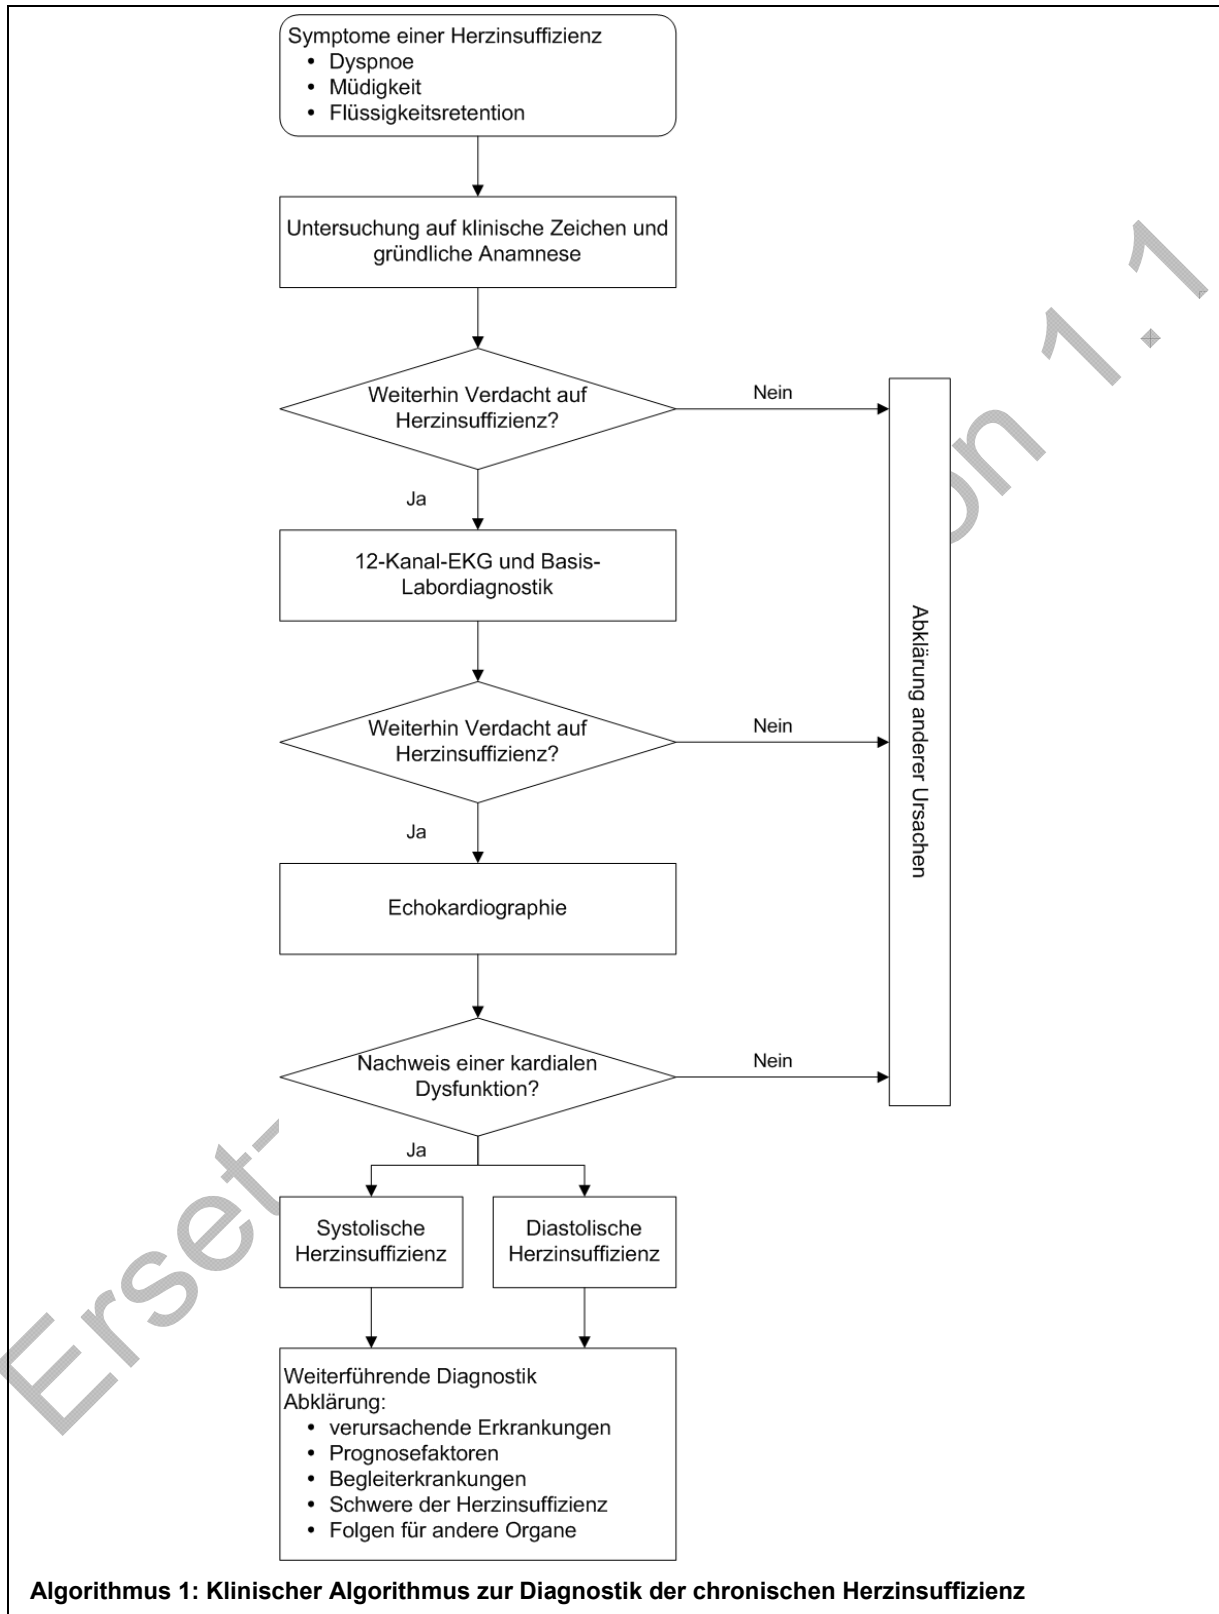 Symptome einer Herzinsuffizienz
• Dyspnoe
• Müdigkeit
• Flüssigkeitsretention
Untersuchung auf klinische Zeichen und
gründliche Anamnese
Weiterhin Verdacht auf
Herzinsuffizienz?
Nein
Ja
12-Kanal-EKG und Basis-
Labordiagnostik
Weiterhin Verdacht auf
Herzinsuffizienz?
Nein
Ja
Abklärung anderer Ursachen
Echokardiographie
Nachweis einer kardialen
Dysfunktion?
Nein
Ja
Systolische
Herzinsuffizienz
Diastolische
Herzinsuffizienz
Weiterführende Diagnostik
Abklärung:
• verursachende Erkrankungen
• Prognosefaktoren
• Begleiterkrankungen
• Schwere der Herzinsuffizienz
• Folgen für andere Organe
Algorithmus 1: Klinischer Algorithmus zur Diagnostik der chronischen Herzinsuffizienz
1.1